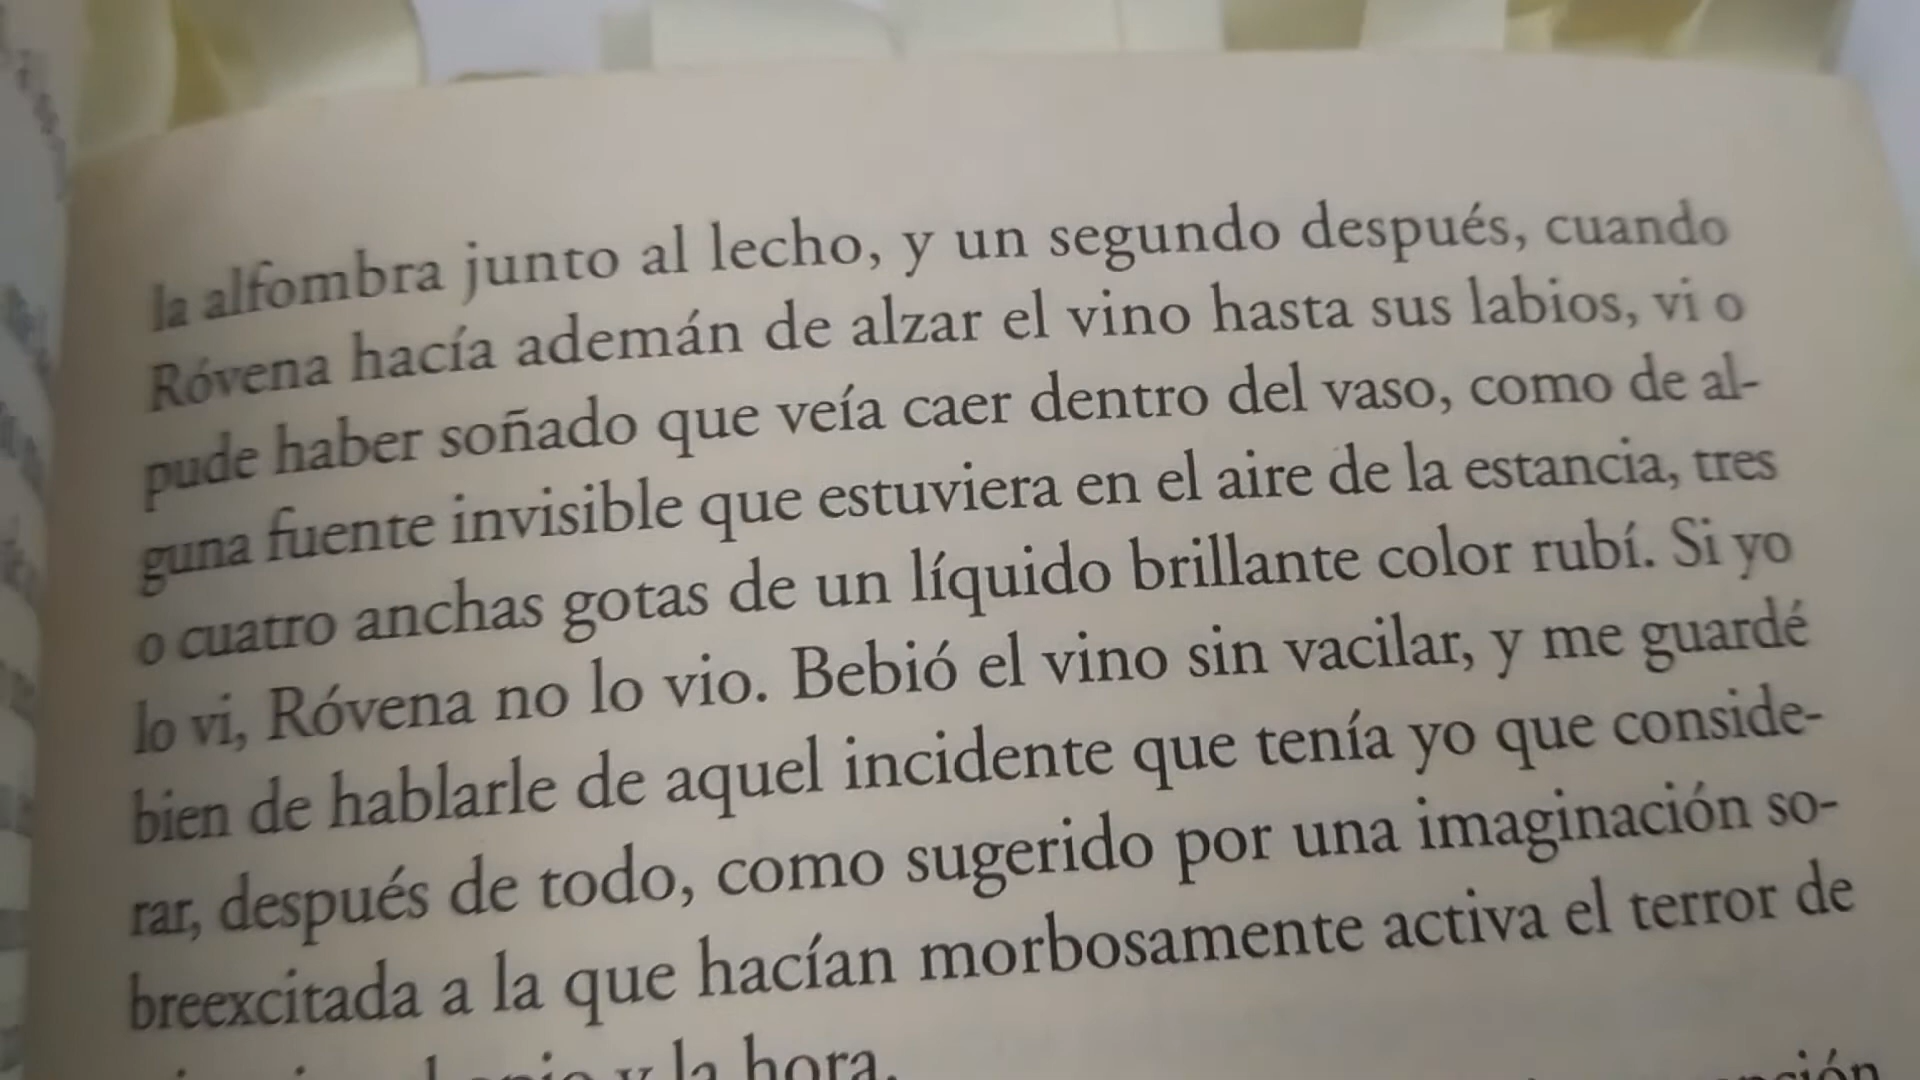 la alfombra junto al lecho, y un segundo después, cuando
Róvena hacía ademán de alzar el vino hasta sus labios, vi o
pude haber soñado que veía caer dentro del vaso, como de al-
guna fuente invisible que estuviera en el aire de la estancia, tres
o cuatro anchas gotas de un líquido brillante color rubí. Si yo
lo vi, Róvena no lo vio. Bebió el vino sin vacilar, y me guardé
bien de hablarle de aquel incidente que tenía yo que conside-
rar, después de todo, como sugerido por una imaginación so-
breexcitada a la que hacían morbosamente activa el terror de
y la hora.